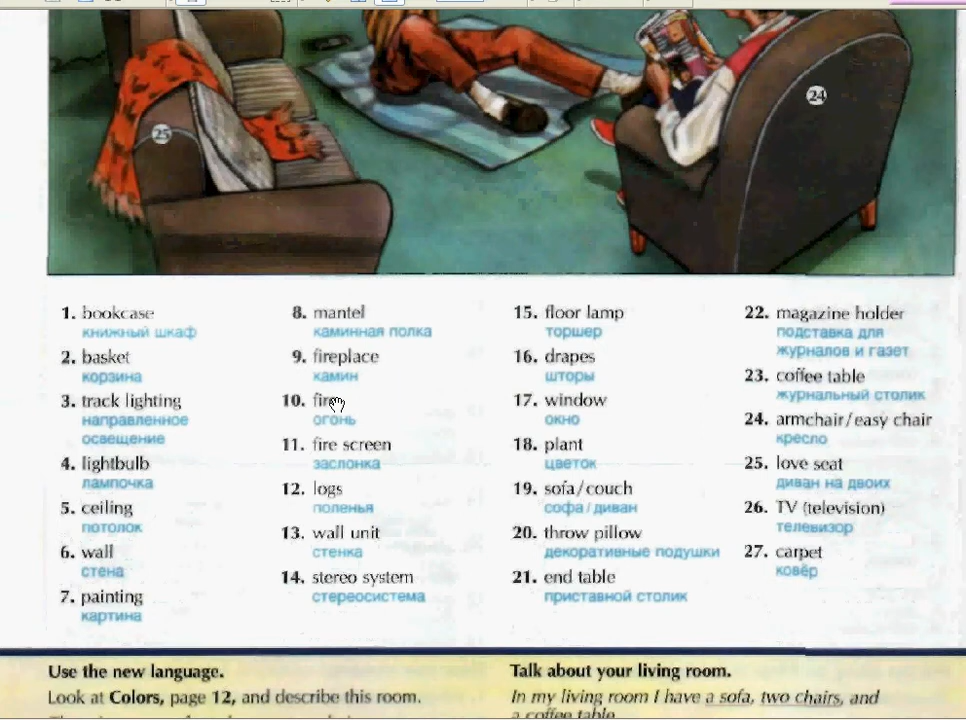 25
24
1. bookcase
книжный шкаф
2. basket
корзина
3. track lighting
направленное
освещение
4. lightbulb
лампочка
5. ceiling
потолок
6. wall
стена
7. painting
картина
8. mantel
каминная полка
9. fireplace
камин
10. fire
огонь
11. fire screen
заслонка
12. logs
поленья
13. wall unit
стенка
14. stereo system
стереосистема
15. floor lamp
торшер
16. drapes
шторы
17. window
окно
18. plant
цветок
19. sofa/couch
софа/диван
20. throw pillow
декоративные подушки
21. end table
приставной столик
22. magazine holder
подставка для
журналов и газет
23. coffee table
журнальный столик
24. armchair/easy chair
кресло
25. love seat
диван на двоих
26. TV (television)
телевизор
27. carpet
ковёр
Use the new language.
Look at Colors, page 12, and describe this room.
Talk about your living room.
In my living room I have a sofa, two chairs, and
a coffee table